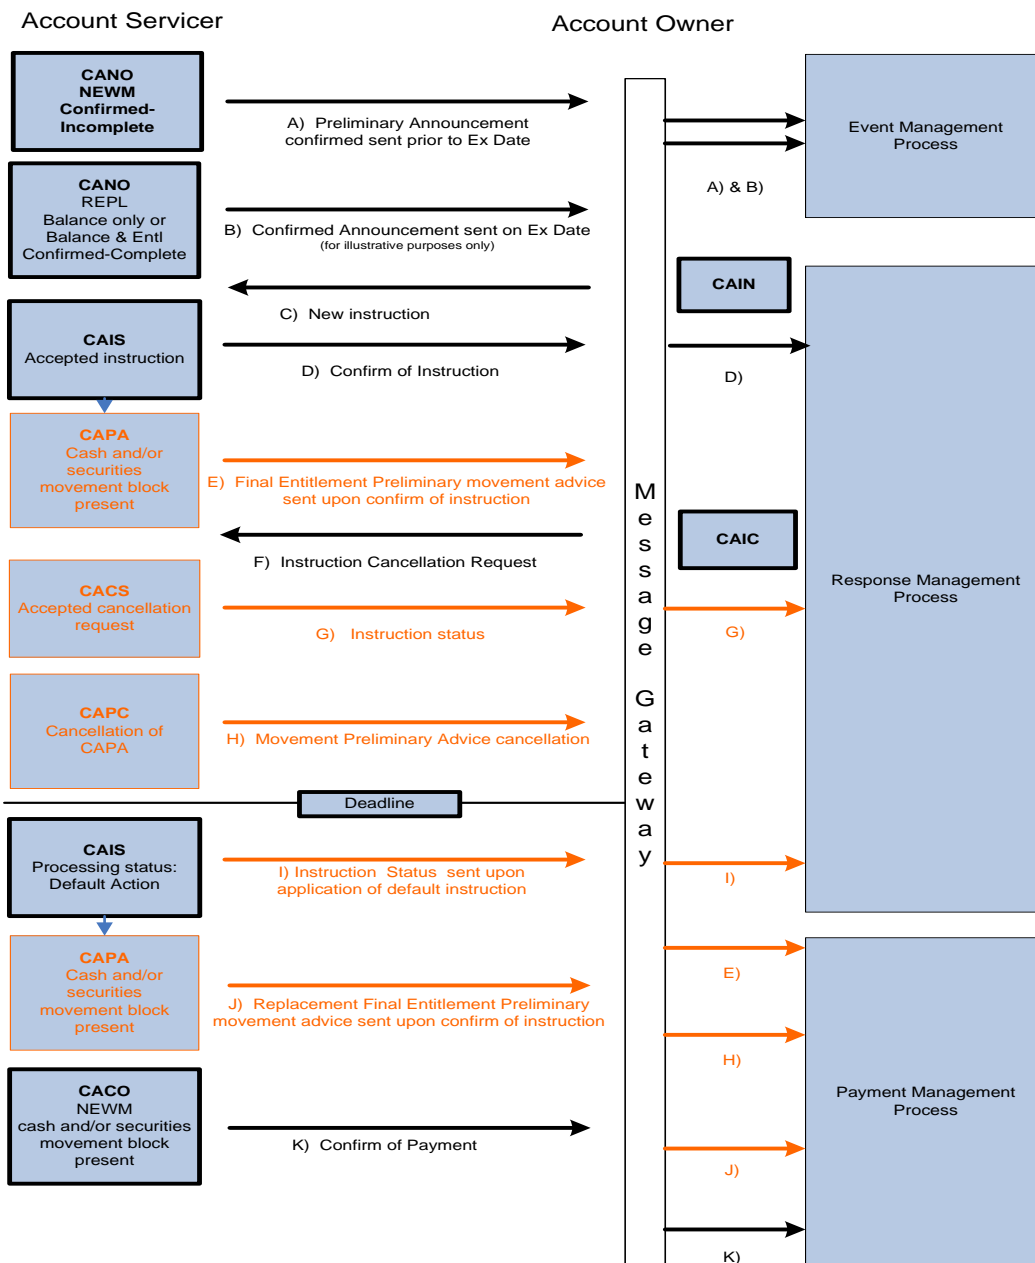 Account Servicer
Account Owner
CANO
NEWM
Confirmed-
Incomplete
A) Preliminary Announcement
confirmed sent prior to Ex Date
Event Management
Process
A) & B)
CANO
REPL
Balance only or
Balance & Entl
Confirmed-Complete
B) Confirmed Announcement sent on Ex Date
(for illustrative purposes only)
CAIN
C) New instruction
CAIS
Accepted instruction
D) Confirm of Instruction
D)
CAPA
Cash and/or
securities
movement block
present
E) Final Entitlement Preliminary movement advice
sent upon confirm of instruction
Message Gateway
CAIC
F) Instruction Cancellation Request
Response Management
Process
CACS
Accepted cancellation
request
G) Instruction status
G)
CAPC
Cancellation of
CAPA
H) Movement Preliminary Advice cancellation
Deadline
CAIS
Processing status:
Default Action
I) Instruction Status sent upon
application of default instruction
I)
CAPA
Cash and/or
securities
movement block
present
J) Replacement Final Entitlement Preliminary
movement advice sent upon confirm of instruction
E)
H)
Payment Management
Process
CACO
NEWM
cash and/or securities
movement block
present
K) Confirm of Payment
J)
K)